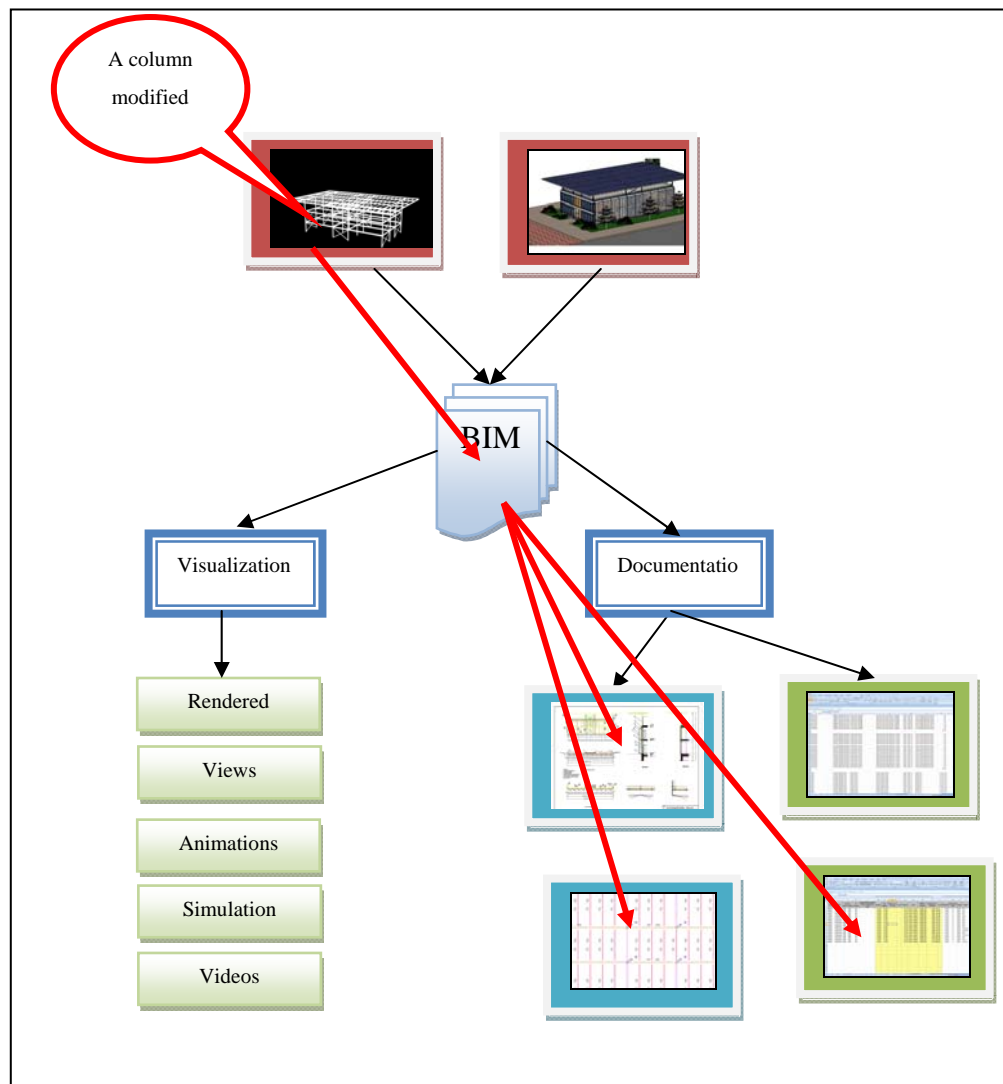 A column
modified
BIM
Visualization
Documentatio
Rendered
Views
Animations
Simulation
Videos